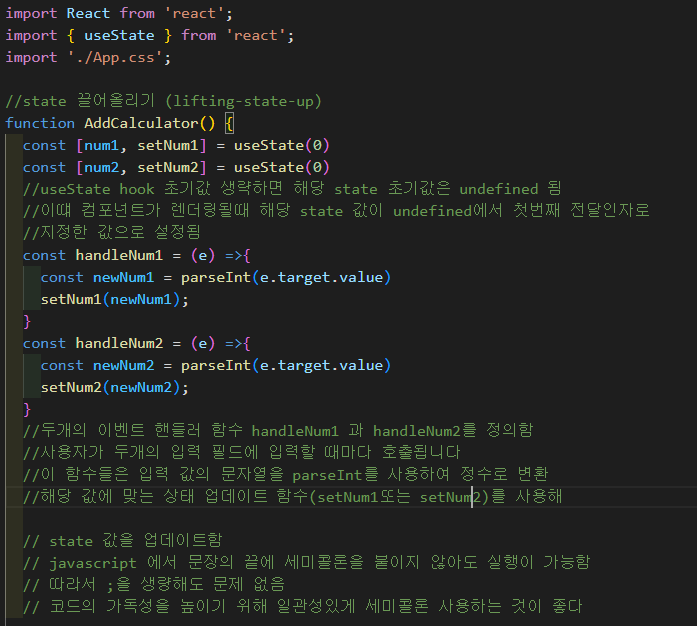 import React from 'react';
import { useState } from 'react';
import './App.css';
//state 끌어올리기 (lifting-state-up)
function AddCalculator() {
const [num1, setNum1] = useState(0)
const [num2, setNum2] = useState(0)
//useState hook 초기값 생략하면 해당 state 초기값은 undefined 됨
//이떄 컴포넌트가 렌더링될때 해당 state 값이 undefined에서 첫번째 전달인자로
//지정한 값으로 설정됨
const handleNum1 = (e) =>{
const newNum1 = parseInt(e.target.value)
setNum1(newNum1);
}
const handleNum2 = (e) =>{
const newNum2 = parseInt(e.target.value)
setNum2(newNum2);
}
//두개의 이벤트 핸들러 함수 handleNum1 과 handleNum2를 정의함
//사용자가 두개의 입력 필드에 입력할 때마다 호출됩니다
//이 함수들은 입력 값의 문자열을 parseInt를 사용하여 정수로 변환
//해당 값에 맞는 상태 업데이트 함수(setNum1또는 setNum2)를 사용해
// state 값을 업데이트함
// javascript 에서 문장의 끝에 세미콜론을 붙이지 않아도 실행이 가능함
// 따라서 ;을 생량해도 문제 없음
// 코드의 가독성을 높이기 위해 일관성있게 세미콜론 사용하는 것이 좋다